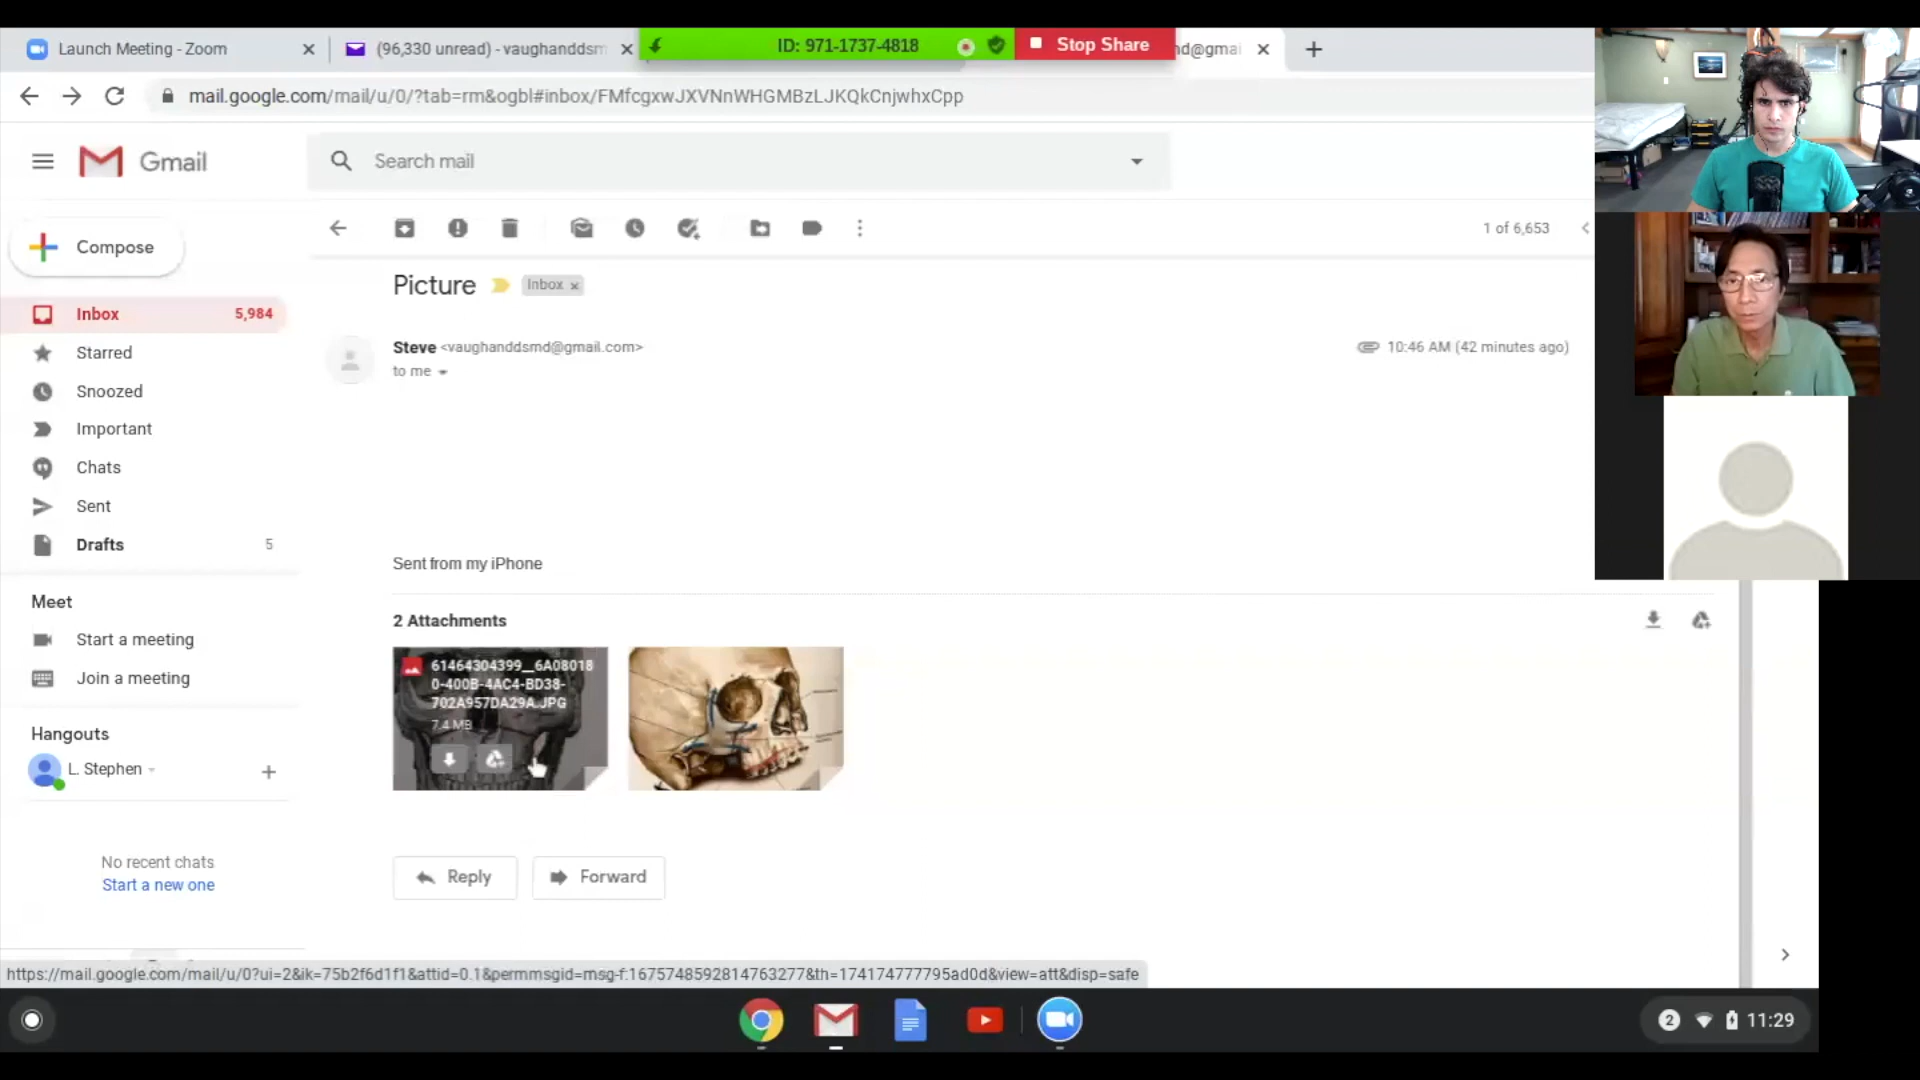 Launch Meeting - Zoom
(96,330 unread) - vaughanddsm
ID: 971-1737-4818
Stop Share
nd@gmai
mail.google.com/mail/u/0/?tab=rm&ogbl#inbox/FMfcgxwJXVNnWHGMBzLJKQkCnjwhxCpp
Gmail
Search mail
Compose
1 of 6,653
Picture
Inbox x
Inbox 5,984
Starred
Snoozed
Important
Chats
Sent
Drafts 5
Steve <vaughanddsmd@gmail.com>
10:46 AM (42 minutes ago)
to me
Sent from my iPhone
Meet
Start a meeting
Join a meeting
2 Attachments
61464304399__6A08018
0-400B-4AC4-BD38-
702A957DA29A.JPG
7.4 MB
Hangouts
L. Stephen
No recent chats
Start a new one
Reply
Forward
https://mail.google.com/mail/u/0?ui=2&ik=75b2f6d1f1&attid=0.1&permmsgid=msg-f:1675748592814763277&th=174174777795ad0d&view=att&disp=safe
2
11:29